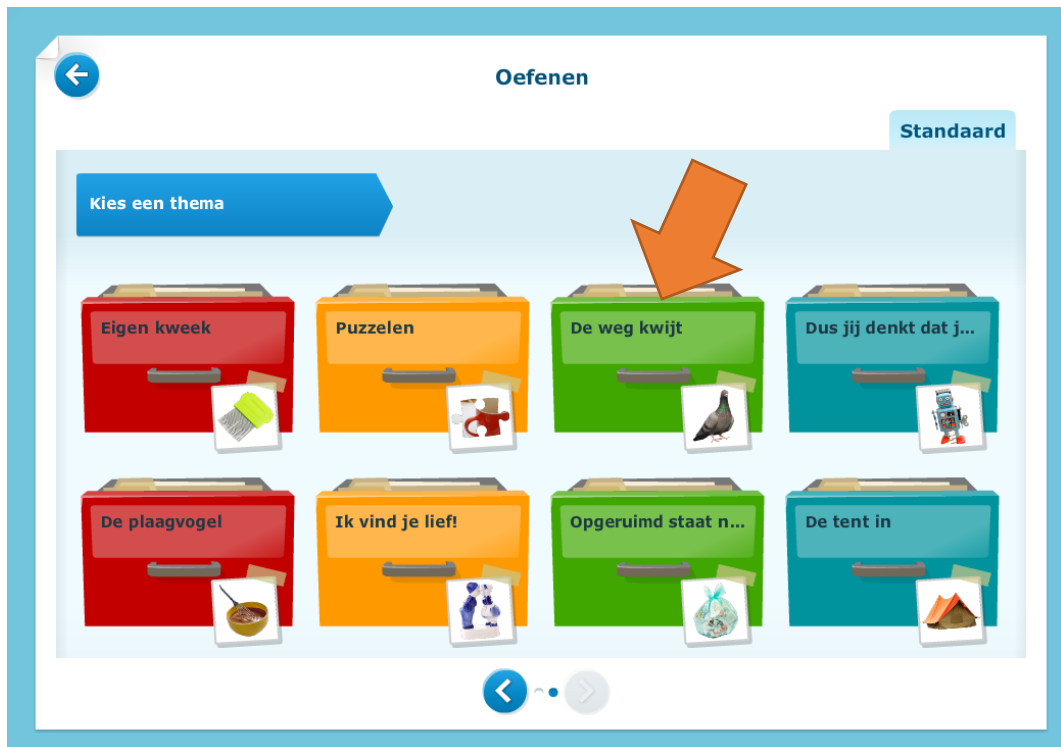 Oefenen
Standaard
Kies een thema
Eigen kweek
Puzzelen
De weg kwijt
Dus jij denkt dat j...
De plaagvogel
Ik vind je lief!
Opgeruimd staat n...
De tent in